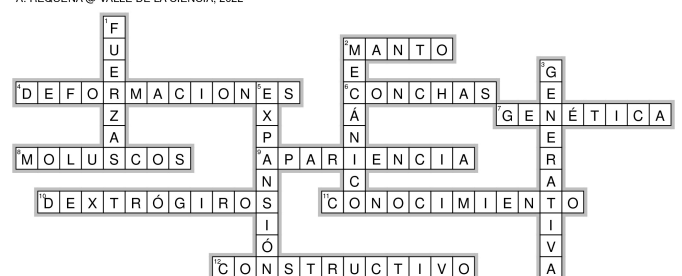 A. REQUENA @ VALLE DE LA CIENCIA, 2022
1 FUERZAS
2 MANTO
2 MECÁNICO
3 GENERATIVA
4 DEFORMACIONES
5 EXPANSIÓN
6 CONCHAS
7 GENÉTICA
8 MOLUSCOS
9 APARIENCIA
10 DEXTRÓGIROS
11 CONOCIMIENTO
12 CONSTRUCTIVO